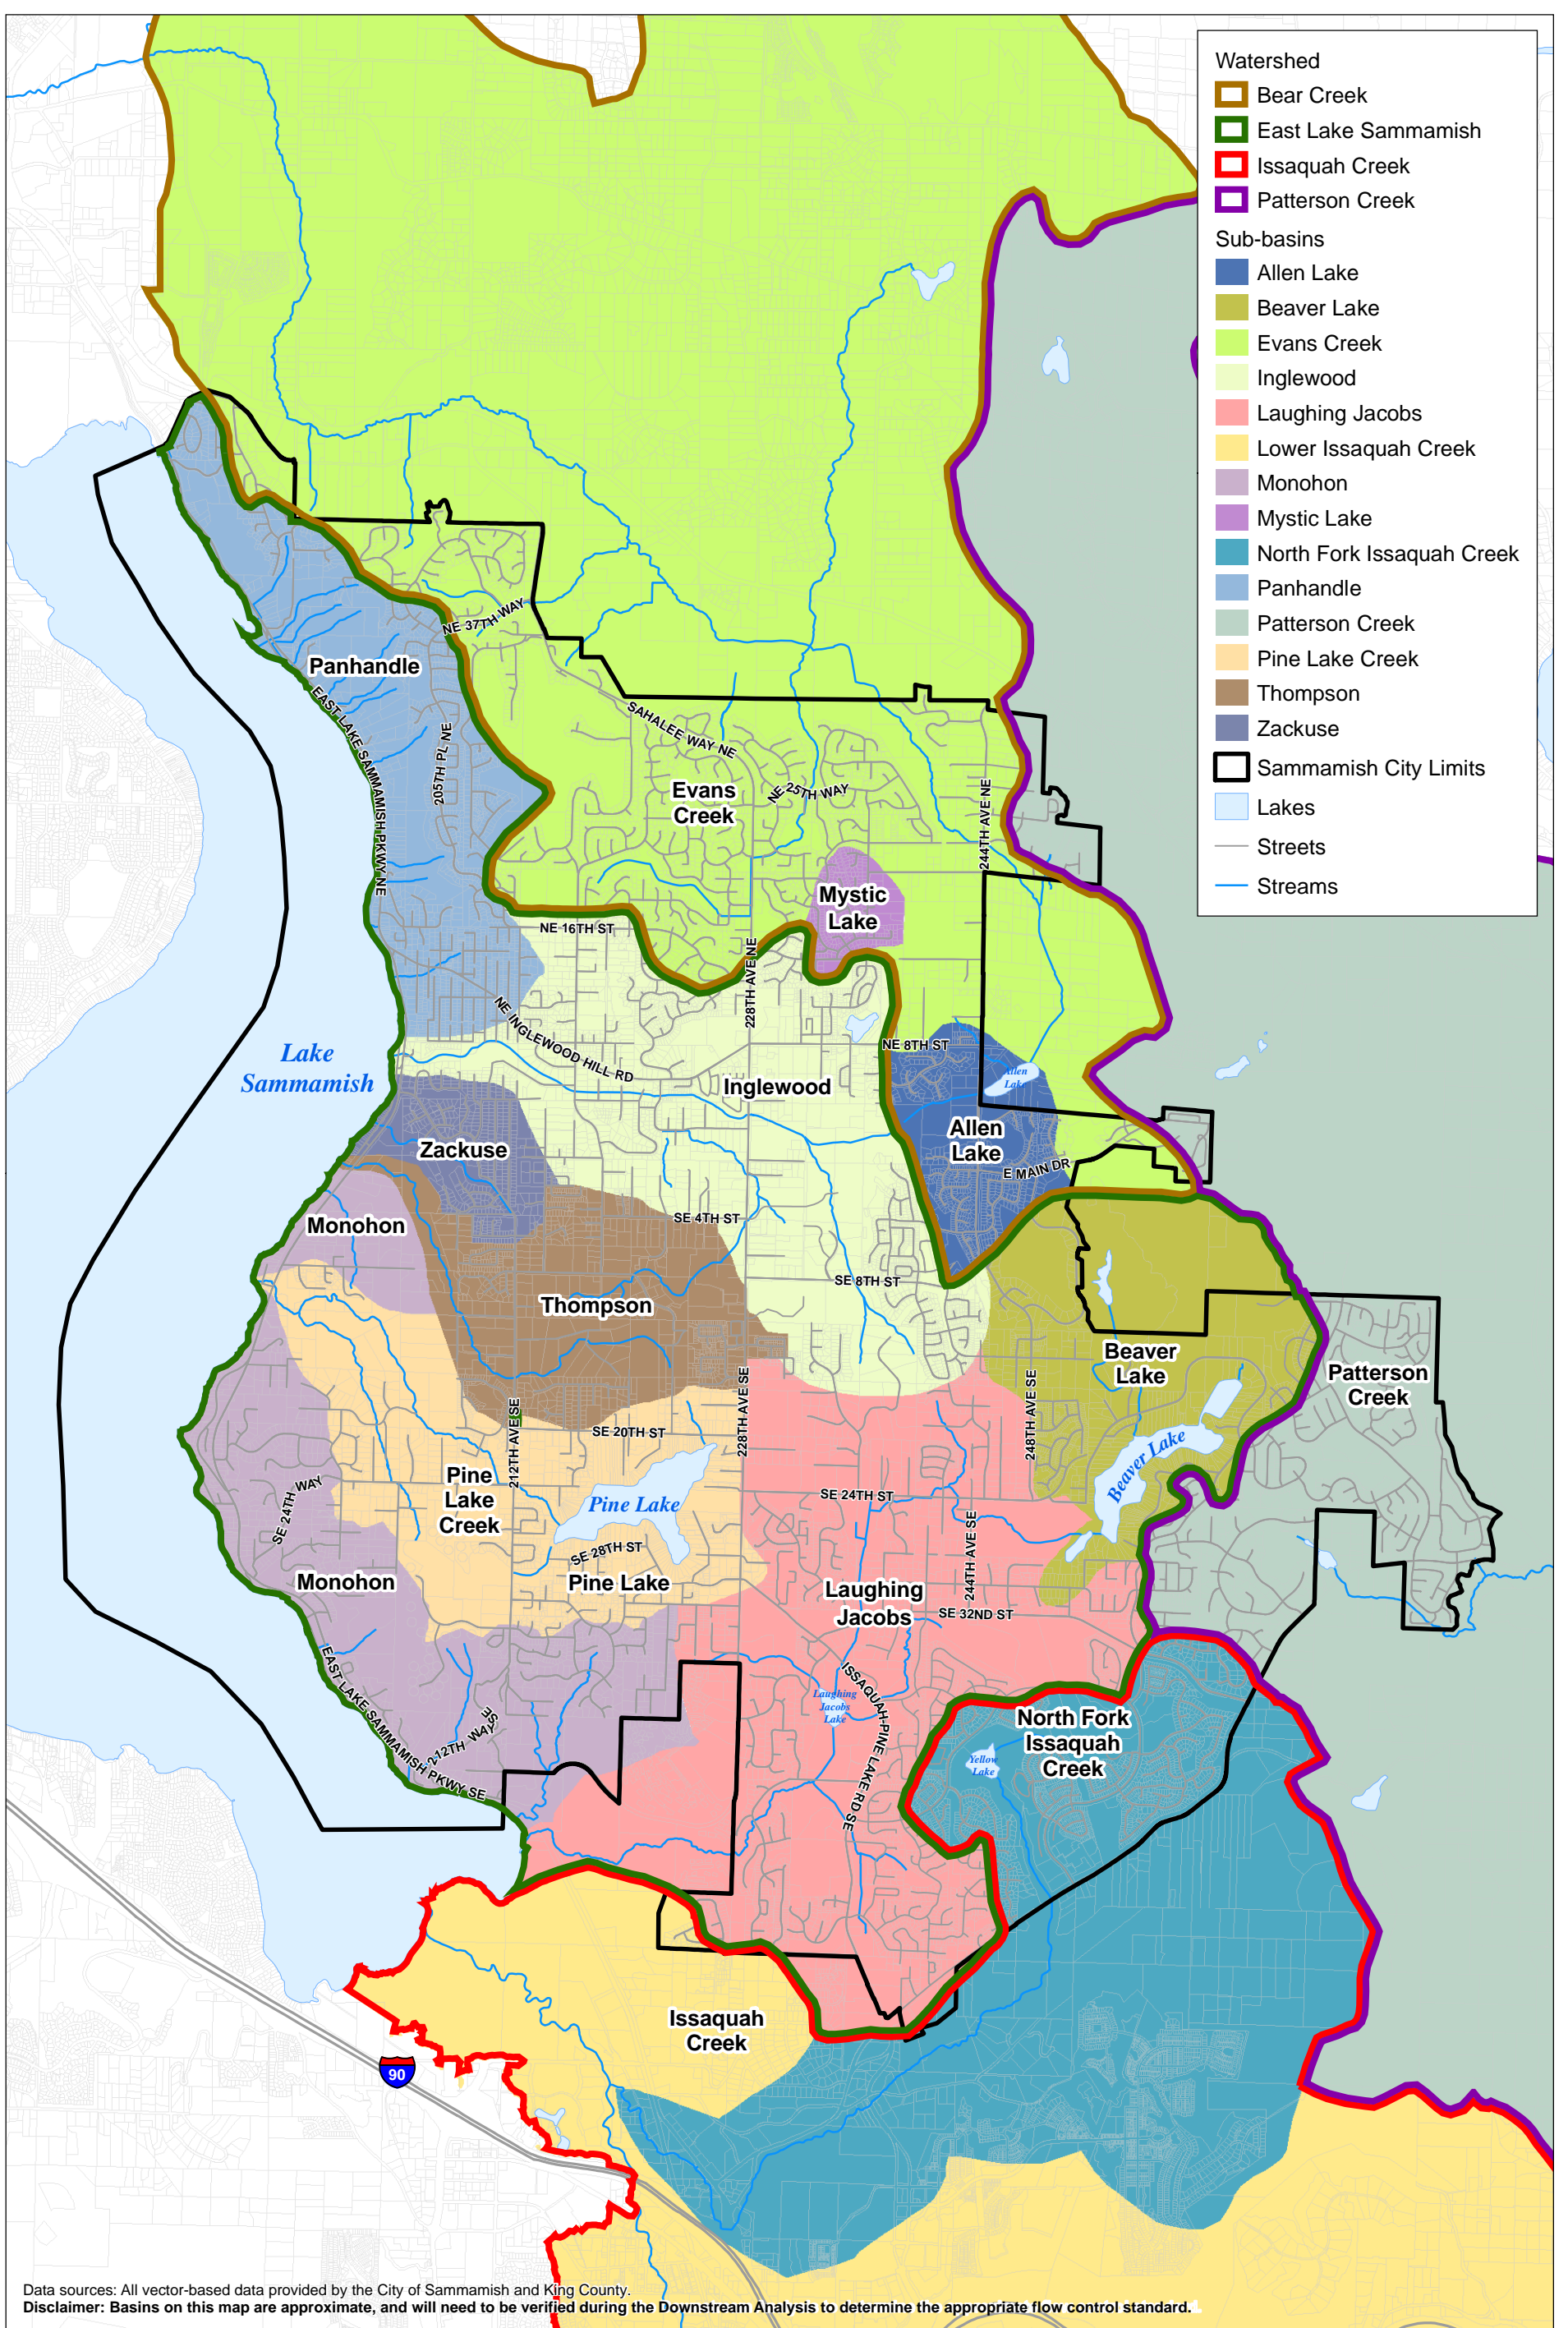 Watershed
Bear Creek
East Lake Sammamish
Issaquah Creek
Patterson Creek
Sub-basins
Allen Lake
Beaver Lake
Evans Creek
Inglewood
Laughing Jacobs
Lower Issaquah Creek
Monohon
Mystic Lake
North Fork Issaquah Creek
Panhandle
Patterson Creek
Pine Lake Creek
Thompson
Zackuse
Sammamish City Limits
Lakes
Streets
Streams
NE 37TH WAY
Panhandle
EAST LAKE SAMMAMISH PKWY NE
205TH PL NE
SAHALEE WAY NE
Evans
Creek
NE 25TH WAY
244TH AVE NE
Mystic
Lake
NE 16TH ST
228TH AVE NE
NE INGLEWOOD HILL RD
Lake
Sammamish
NE 8TH ST
Allen
Lake
Inglewood
Allen
Lake
Zackuse
E MAIN DR
Monohon
SE 4TH ST
SE 8TH ST
Thompson
Beaver
Lake
Patterson
Creek
228TH AVE SE
248TH AVE SE
212TH AVE SE
SE 20TH ST
Beaver Lake
Pine
Lake
Creek
Pine Lake
SE 24TH ST
SE 24TH WAY
244TH AVE SE
SE 28TH ST
Monohon
Pine Lake
Laughing
Jacobs
SE 32ND ST
EAST LAKE SAMMAMISH PKWY SE
212TH WAY SE
Laughing
Jacobs
Lake
ISSAQUAH-PINE LAKE RD SE
North Fork
Issaquah
Creek
Yellow
Lake
Issaquah
Creek
90
Data sources: All vector-based data provided by the City of Sammamish and King County.
Disclaimer: Basins on this map are approximate, and will need to be verified during the Downstream Analysis to determine the appropriate flow control standard.